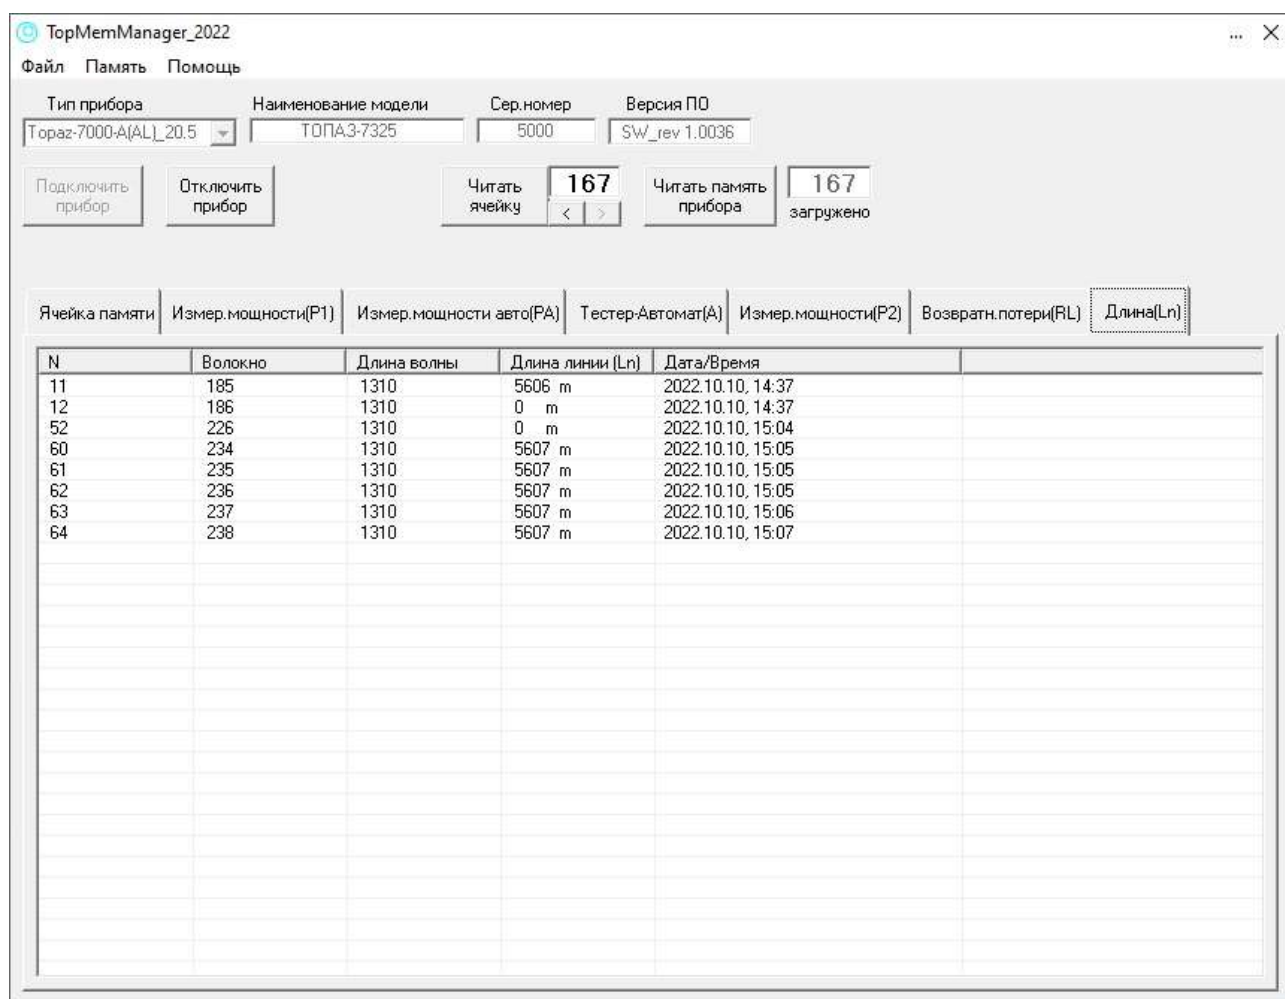 TopMemManager_2022 ...
Файл Память Помощь
Тип прибора Наименование модели Сер.номер Версия ПО
Topaz-7000-A(AL)_20.5 ТОПАЗ-7325 5000 SW_rev 1.0036
Подключить прибор Отключить прибор Читать ячейку 167 < > Читать память прибора 167 загружено
Ячейка памяти Измер.мощности(P1) Измер.мощности авто(PA) Тестер-Автомат(A) Измер.мощности(P2) Возвратн.потери(RL) Длина(Ln)
N Волокно Длина волны Длина линии (Ln) Дата/Время
11 185 1310 5606 m 2022.10.10, 14:37
12 186 1310 0 m 2022.10.10, 14:37
52 226 1310 0 m 2022.10.10, 15:04
60 234 1310 5607 m 2022.10.10, 15:05
61 235 1310 5607 m 2022.10.10, 15:05
62 236 1310 5607 m 2022.10.10, 15:05
63 237 1310 5607 m 2022.10.10, 15:06
64 238 1310 5607 m 2022.10.10, 15:07